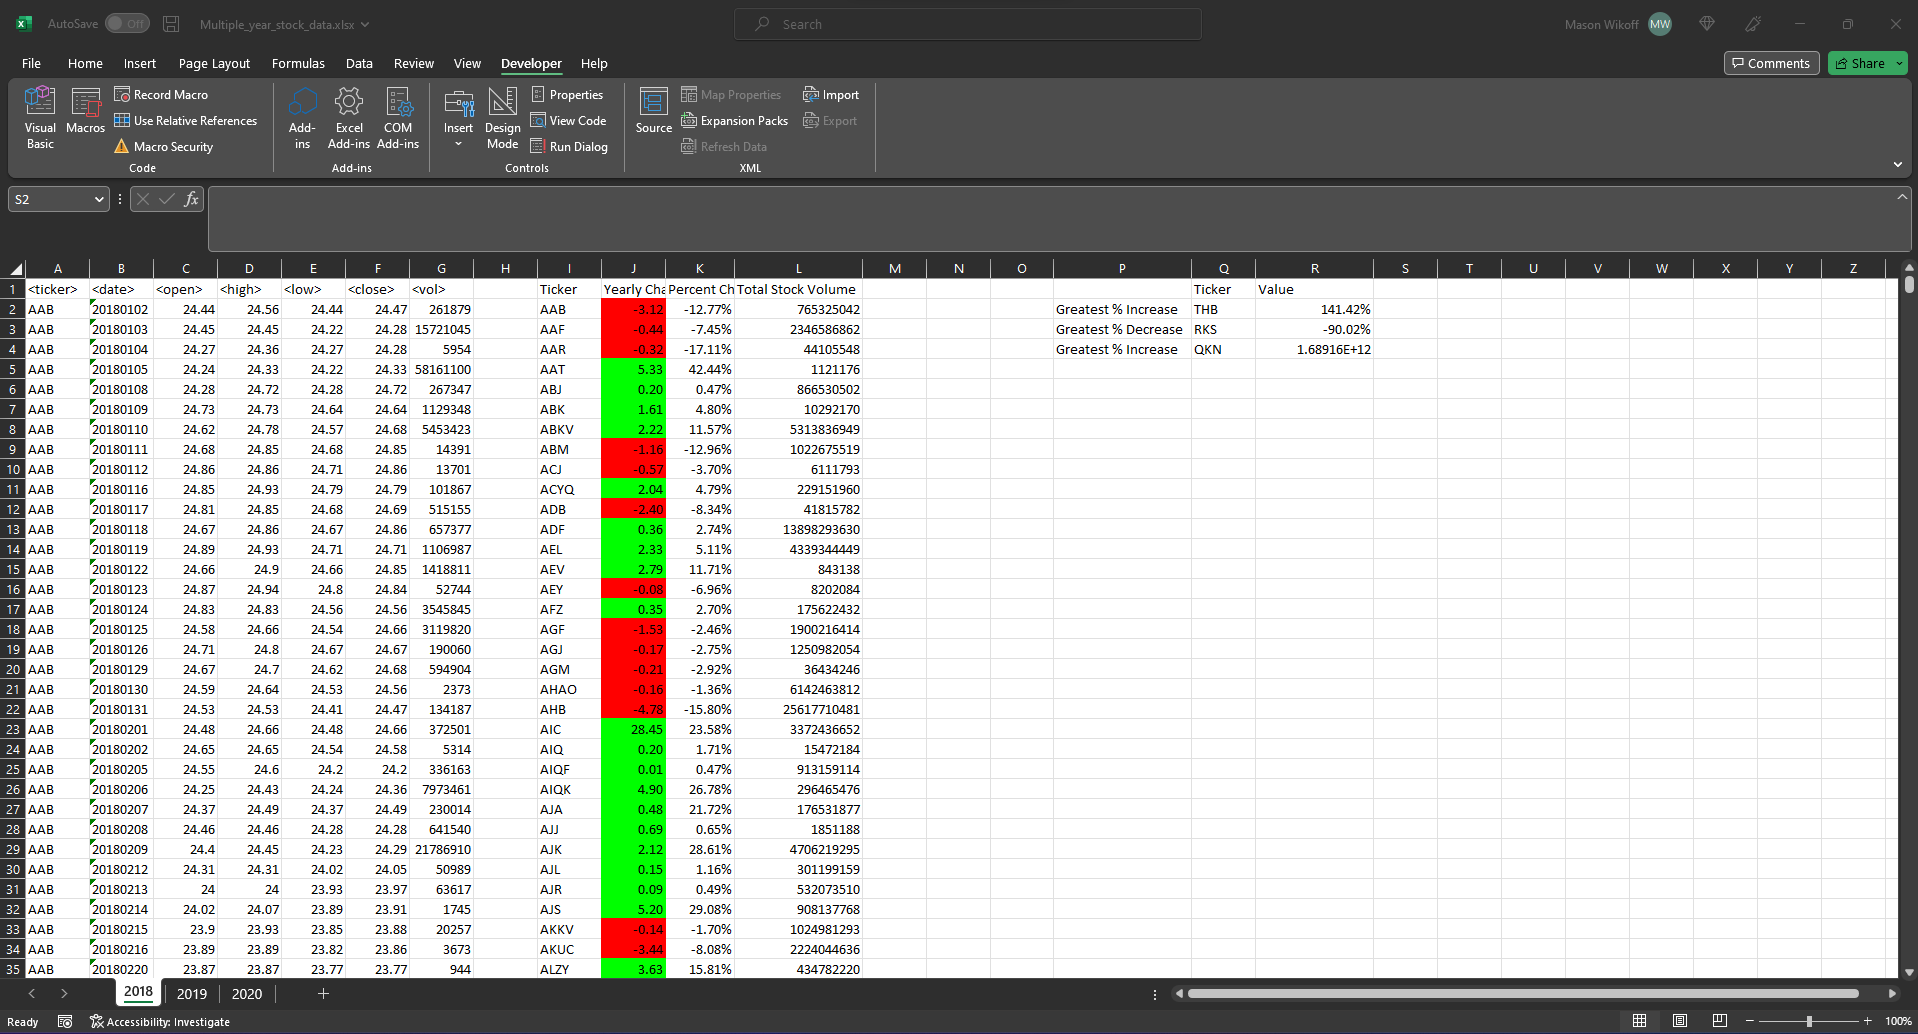 AutoSave Off Multiple_year_stock_data.xlsx Search Mason Wikoff MW
File Home Insert Page Layout Formulas Data Review View Developer Help Comments Share
Visual Basic Macros Record Macro Use Relative References Macro Security Code
Add-ins Excel Add-ins COM Add-ins Add-ins
Insert Design Mode Properties View Code Run Dialog Controls
Source Map Properties Expansion Packs Refresh Data Import Export XML
S2 fx
A B C D E F G H I J K L M N O P Q R S T U V W X Y Z
1 <ticker> <date> <open> <high> <low> <close> <vol> Ticker Yearly Cha Percent Ch Total Stock Volume Ticker Value
2 AAB 20180102 24.44 24.56 24.44 24.47 261879 AAB -3.12 -12.77% 765325042 Greatest % Increase THB 141.42%
3 AAB 20180103 24.45 24.45 24.22 24.28 15721045 AAF -0.44 -7.45% 2346586862 Greatest % Decrease RKS -90.02%
4 AAB 20180104 24.27 24.36 24.27 24.28 5954 AAR -0.32 -17.11% 44105548 Greatest % Increase QKN 1.68916E+12
5 AAB 20180105 24.24 24.33 24.22 24.33 58161100 AAT 5.33 42.44% 1121176
6 AAB 20180108 24.28 24.72 24.28 24.72 267347 ABJ 0.20 0.47% 866530502
7 AAB 20180109 24.73 24.73 24.64 24.64 1129348 ABK 1.61 4.80% 10292170
8 AAB 20180110 24.62 24.78 24.57 24.68 5453423 ABKV 2.22 11.57% 5313836949
9 AAB 20180111 24.68 24.85 24.68 24.85 14391 ABM -1.16 -12.96% 1022675519
10 AAB 20180112 24.86 24.86 24.71 24.86 13701 ACJ -0.57 -3.70% 6111793
11 AAB 20180116 24.85 24.93 24.79 24.79 101867 ACYQ 2.04 4.79% 229151960
12 AAB 20180117 24.81 24.85 24.68 24.69 515155 ADB -2.40 -8.34% 41815782
13 AAB 20180118 24.67 24.86 24.67 24.86 657377 ADF 0.36 2.74% 13898293630
14 AAB 20180119 24.89 24.93 24.71 24.71 1106987 AEL 2.33 5.11% 4339344449
15 AAB 20180122 24.66 24.9 24.66 24.85 1418811 AEV 2.79 11.71% 843138
16 AAB 20180123 24.87 24.94 24.8 24.84 52744 AEY -0.08 -6.96% 8202084
17 AAB 20180124 24.83 24.83 24.56 24.56 3545845 AFZ 0.35 2.70% 175622432
18 AAB 20180125 24.58 24.66 24.54 24.66 3119820 AGF -1.53 -2.46% 1900216414
19 AAB 20180126 24.71 24.8 24.67 24.67 190060 AGJ -0.17 -2.75% 1250982054
20 AAB 20180129 24.67 24.7 24.62 24.68 594904 AGM -0.21 -2.92% 36434246
21 AAB 20180130 24.59 24.64 24.53 24.56 2373 AHAO -0.16 -1.36% 6142463812
22 AAB 20180131 24.53 24.53 24.41 24.47 134187 AHB -4.78 -15.80% 25617710481
23 AAB 20180201 24.48 24.66 24.48 24.66 372501 AIC 28.45 23.58% 3372436652
24 AAB 20180202 24.65 24.65 24.54 24.58 5314 AIQ 0.20 1.71% 15472184
25 AAB 20180205 24.55 24.6 24.2 24.2 336163 AIQF 0.01 0.47% 913159114
26 AAB 20180206 24.25 24.43 24.24 24.36 7973461 AIQK 4.90 26.78% 296465476
27 AAB 20180207 24.37 24.49 24.37 24.49 230014 AJA 0.48 21.72% 176531877
28 AAB 20180208 24.46 24.46 24.28 24.28 641540 AJJ 0.69 0.65% 1851188
29 AAB 20180209 24.4 24.45 24.23 24.29 21786910 AJK 2.12 28.61% 4706219295
30 AAB 20180212 24.31 24.31 24.02 24.05 50989 AJL 0.15 1.16% 301199159
31 AAB 20180213 24 24 23.93 23.97 63617 AJR 0.09 0.49% 532073510
32 AAB 20180214 24.02 24.07 23.89 23.91 1745 AJS 5.20 29.08% 908137768
33 AAB 20180215 23.9 23.93 23.85 23.88 20257 AKKV -0.14 -1.70% 1024981293
34 AAB 20180216 23.89 23.89 23.82 23.86 3673 AKUC -3.44 -8.08% 2224044636
35 AAB 20180220 23.87 23.87 23.77 23.77 944 ALZY 3.63 15.81% 434782220
2018 2019 2020
Ready Accessibility: Investigate 100%